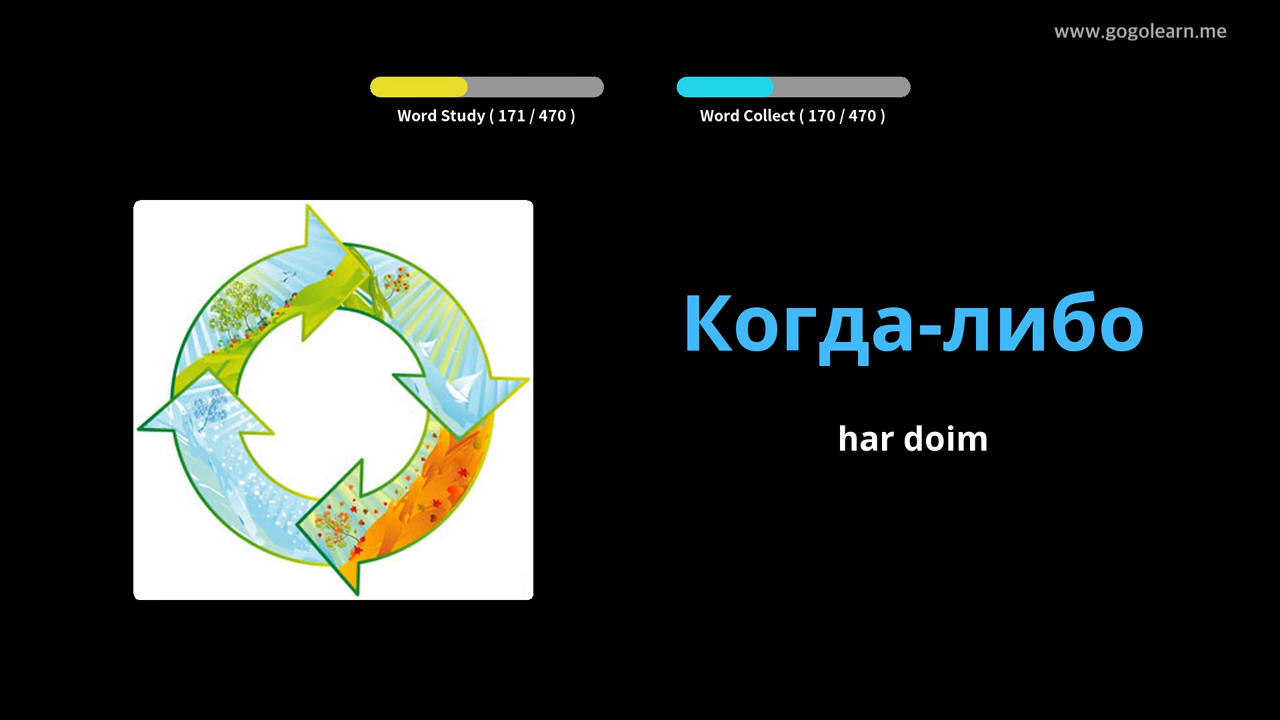 www.gogolearn.me
Word Study ( 171 / 470 )
Word Collect ( 170 / 470 )
Когда-либо
har doim